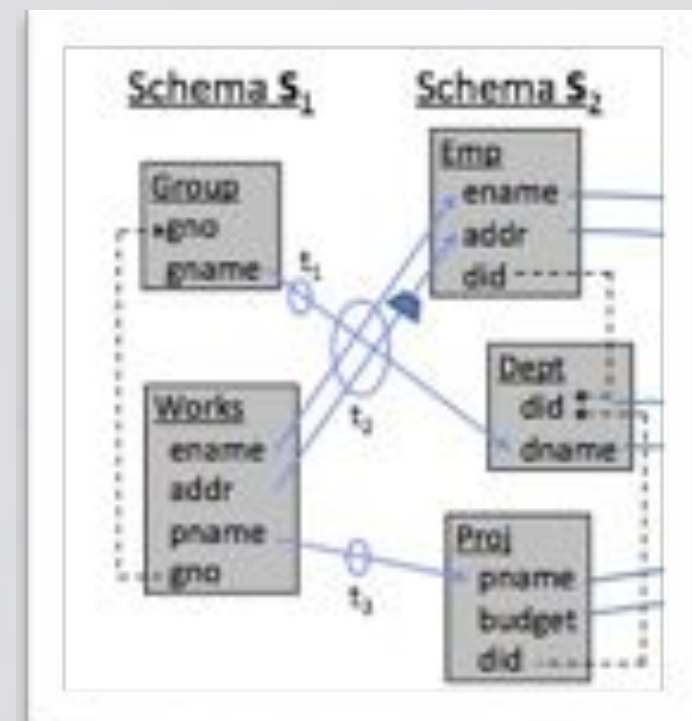 Schema S1
Schema S2
Group
gno
gname
t1
Works
ename
addr
pname
gno
t2
t3
Emp
ename
addr
did
Dept
did
dname
Proj
pname
budget
did